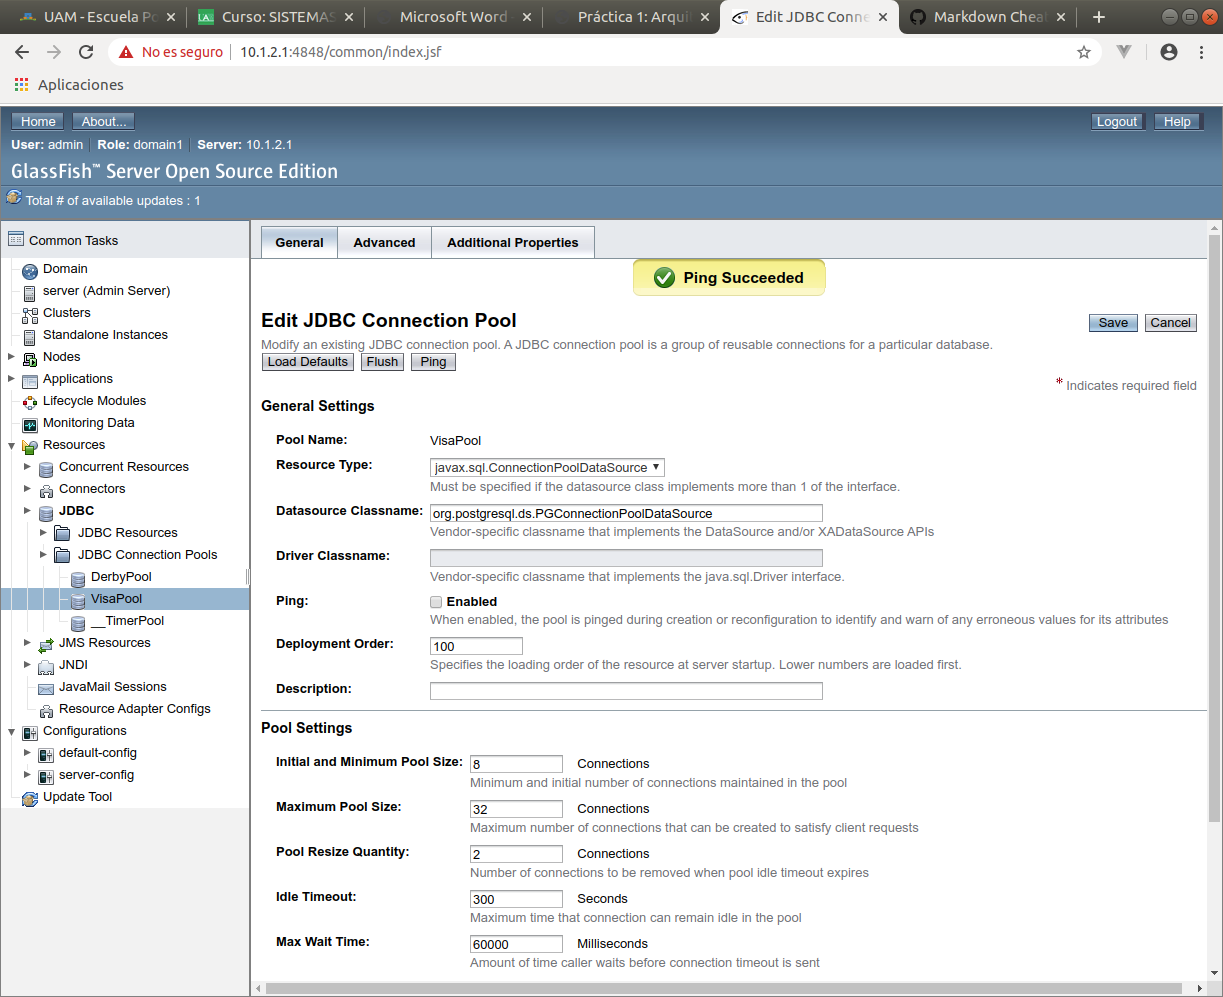 UAM - Escuela Po
Curso: SISTEMAS
Microsoft Word
Práctica 1: Arqui
Edit JDBC Conne
Markdown Chea
No es seguro
10.1.2.1:4848/common/index.jsf
Aplicaciones
Home About... Logout Help
User: admin Role: domain1 Server: 10.1.2.1
GlassFish™ Server Open Source Edition
Total # of available updates : 1
Common Tasks
Domain
server (Admin Server)
Clusters
Standalone Instances
Nodes
Applications
Lifecycle Modules
Monitoring Data
Resources
Concurrent Resources
Connectors
JDBC
JDBC Resources
JDBC Connection Pools
DerbyPool
VisaPool
__TimerPool
JMS Resources
JNDI
JavaMail Sessions
Resource Adapter Configs
Configurations
default-config
server-config
Update Tool
General Advanced Additional Properties
Ping Succeeded
Edit JDBC Connection Pool
Save Cancel
Modify an existing JDBC connection pool. A JDBC connection pool is a group of reusable connections for a particular database.
Load Defaults Flush Ping
* Indicates required field
General Settings
Pool Name: VisaPool
Resource Type: javax.sql.ConnectionPoolDataSource
Must be specified if the datasource class implements more than 1 of the interface.
Datasource Classname: org.postgresql.ds.PGConnectionPoolDataSource
Vendor-specific classname that implements the DataSource and/or XADataSource APIs
Driver Classname:
Vendor-specific classname that implements the java.sql.Driver interface.
Ping: Enabled
When enabled, the pool is pinged during creation or reconfiguration to identify and warn of any erroneous values for its attributes
Deployment Order: 100
Specifies the loading order of the resource at server startup. Lower numbers are loaded first.
Description:
Pool Settings
Initial and Minimum Pool Size: 8 Connections
Minimum and initial number of connections maintained in the pool
Maximum Pool Size: 32 Connections
Maximum number of connections that can be created to satisfy client requests
Pool Resize Quantity: 2 Connections
Number of connections to be removed when pool idle timeout expires
Idle Timeout: 300 Seconds
Maximum time that connection can remain idle in the pool
Max Wait Time: 60000 Milliseconds
Amount of time caller waits before connection timeout is sent